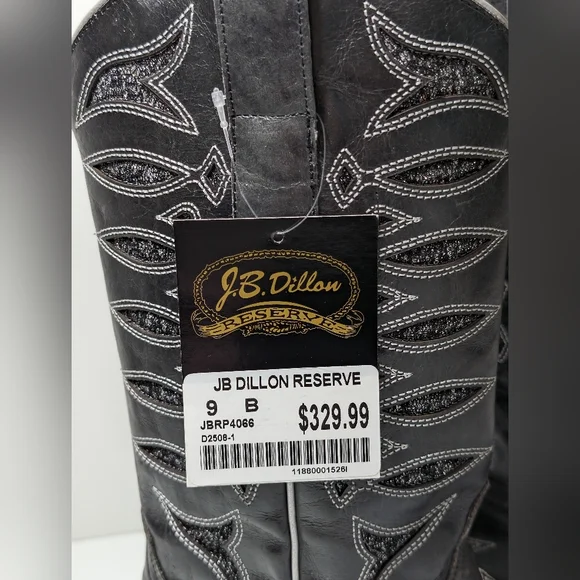 J.B. Dillon
RESERVE
JB DILLON RESERVE
9 B
JBRP4066
$329.99
D2508-1
11880001526I